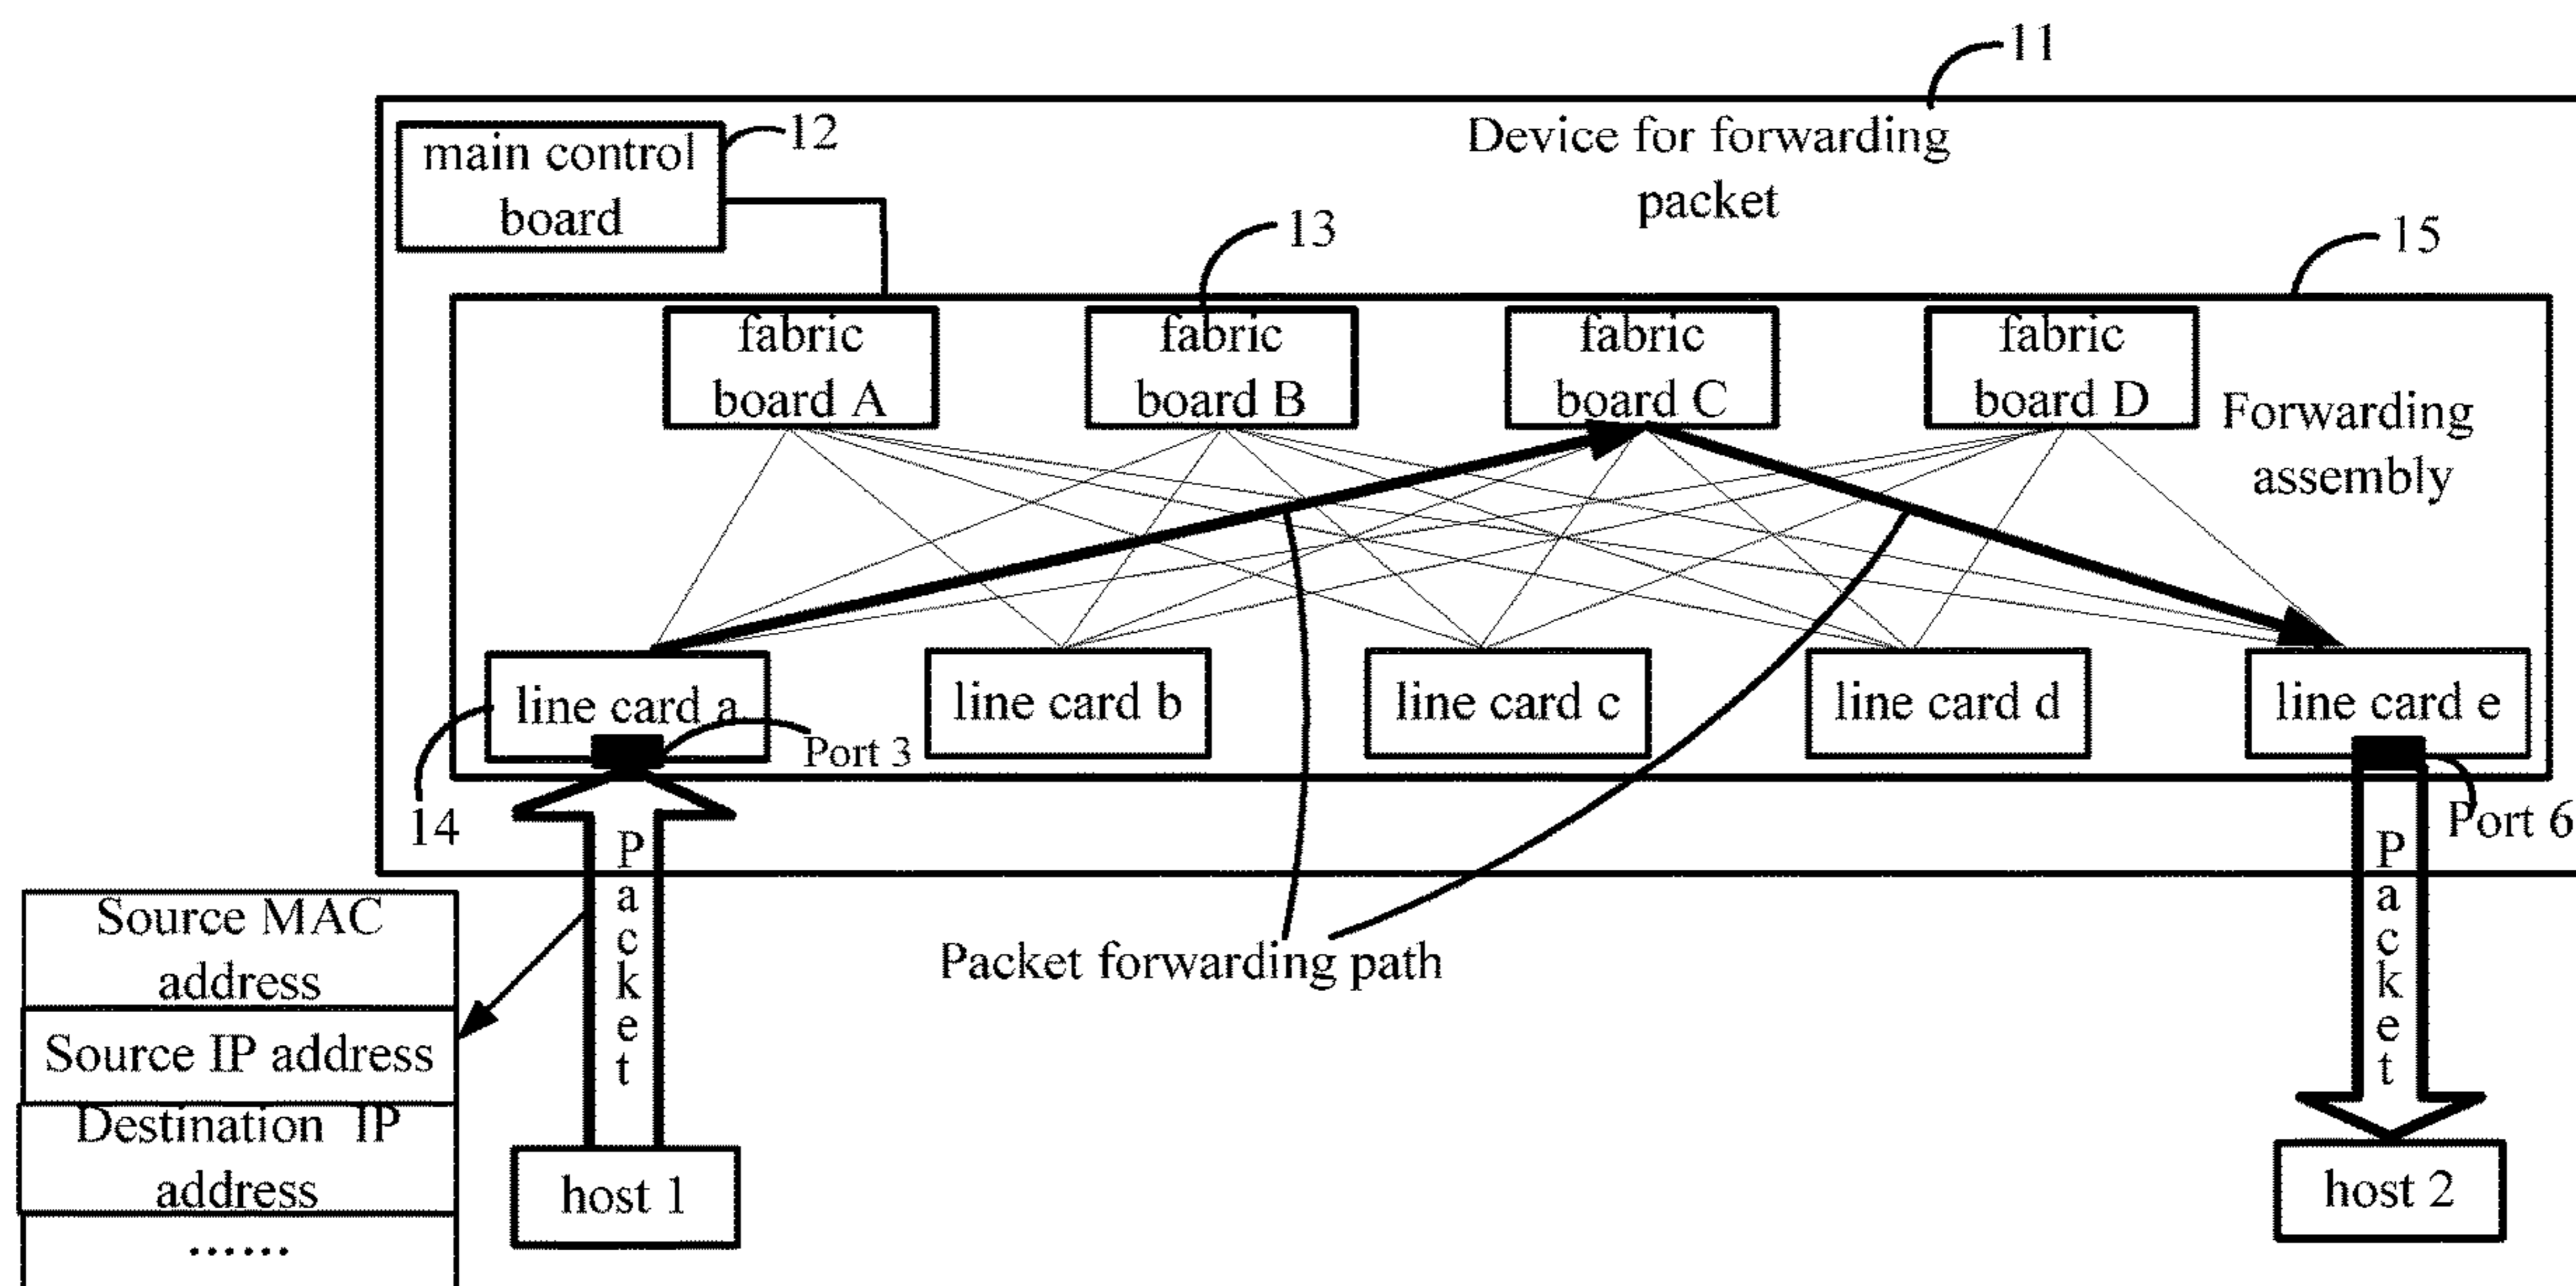 11
Device for forwarding
packet
main control
board
12
13
15
fabric
board A
fabric
board B
fabric
board C
fabric
board D
Forwarding
assembly
line card a
line card b
line card c
line card d
line card e
Port 3
14
Port 6
Packet
Packet
Packet forwarding path
Source MAC
address
Source IP address
Destination IP
address
......
host 1
host 2